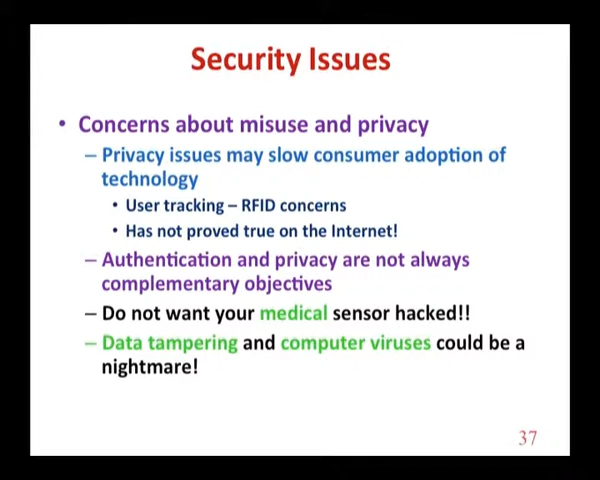 Security Issues
• Concerns about misuse and privacy
– Privacy issues may slow consumer adoption of
technology
• User tracking – RFID concerns
• Has not proved true on the Internet!
– Authentication and privacy are not always
complementary objectives
– Do not want your medical sensor hacked!!
– Data tampering and computer viruses could be a
nightmare!
37